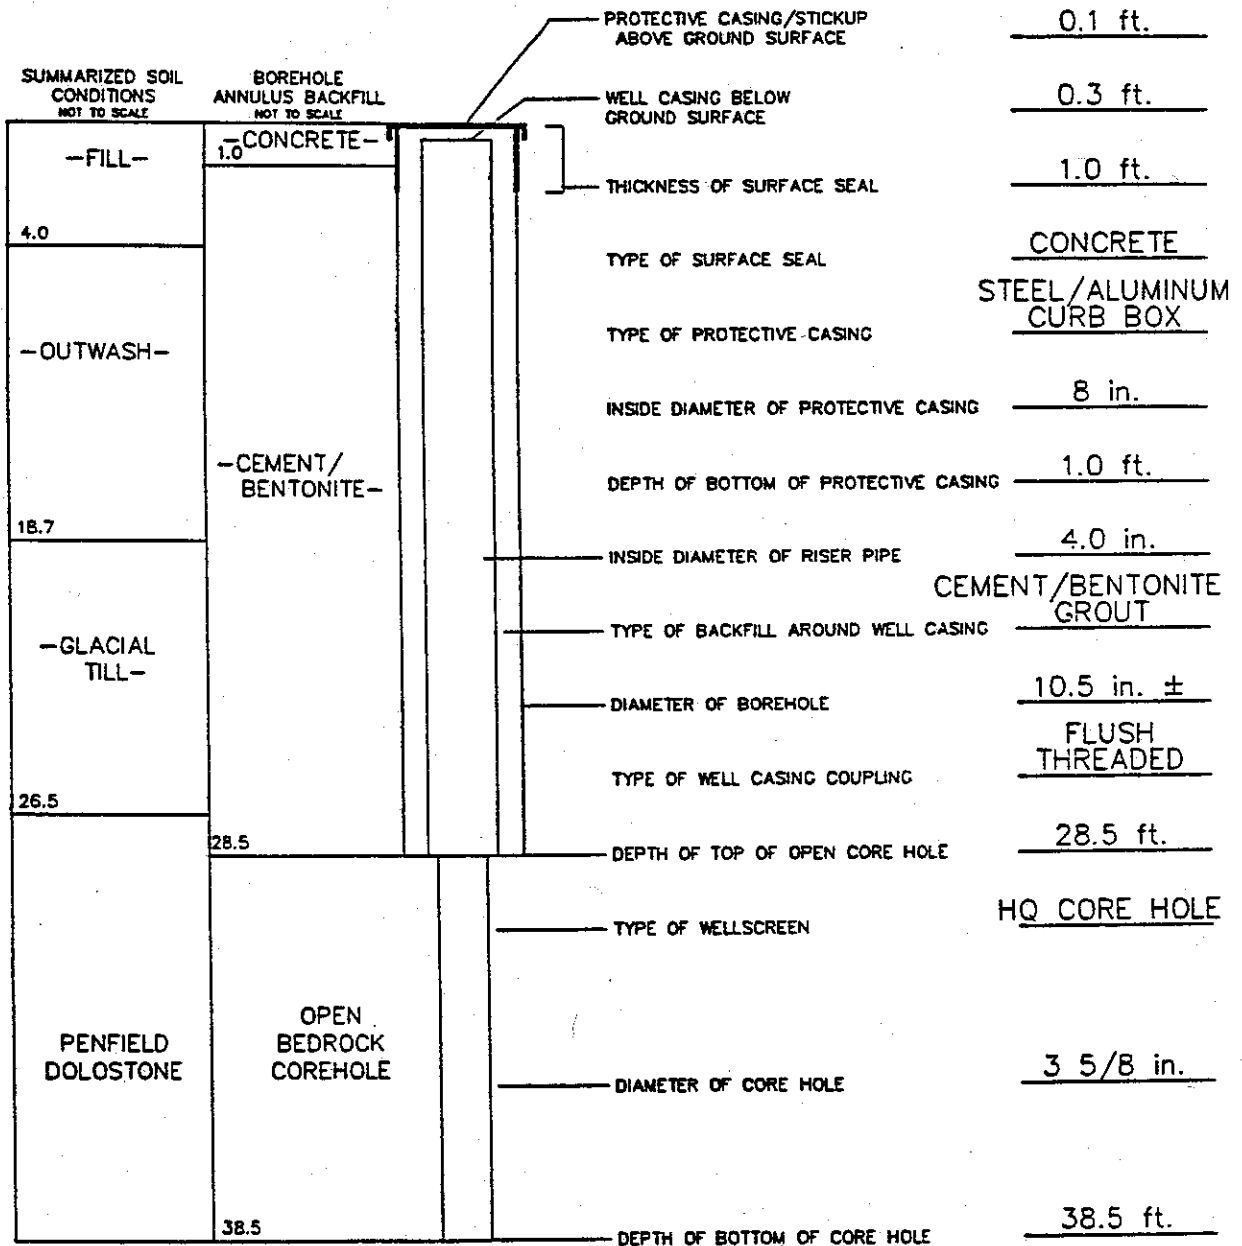 PROTECTIVE CASING/STICKUP
ABOVE GROUND SURFACE
0.1 ft.
SUMMARIZED SOIL
CONDITIONS
NOT TO SCALE
BOREHOLE
ANNULUS BACKFILL
NOT TO SCALE
WELL CASING BELOW
GROUND SURFACE
0.3 ft.
-FILL-
-CONCRETE-
1.0
THICKNESS OF SURFACE SEAL
1.0 ft.
4.0
TYPE OF SURFACE SEAL
CONCRETE
-OUTWASH-
TYPE OF PROTECTIVE CASING
STEEL/ALUMINUM
CURB BOX
INSIDE DIAMETER OF PROTECTIVE CASING
8 in.
-CEMENT/
BENTONITE-
DEPTH OF BOTTOM OF PROTECTIVE CASING
1.0 ft.
18.7
INSIDE DIAMETER OF RISER PIPE
4.0 in.
TYPE OF BACKFILL AROUND WELL CASING
CEMENT/BENTONITE
GROUT
-GLACIAL
TILL-
DIAMETER OF BOREHOLE
10.5 in. ±
TYPE OF WELL CASING COUPLING
FLUSH
THREADED
26.5
28.5
DEPTH OF TOP OF OPEN CORE HOLE
28.5 ft.
TYPE OF WELLSCREEN
HQ CORE HOLE
PENFIELD
DOLOSTONE
OPEN
BEDROCK
COREHOLE
DIAMETER OF CORE HOLE
3 5/8 in.
38.5
DEPTH OF BOTTOM OF CORE HOLE
38.5 ft.